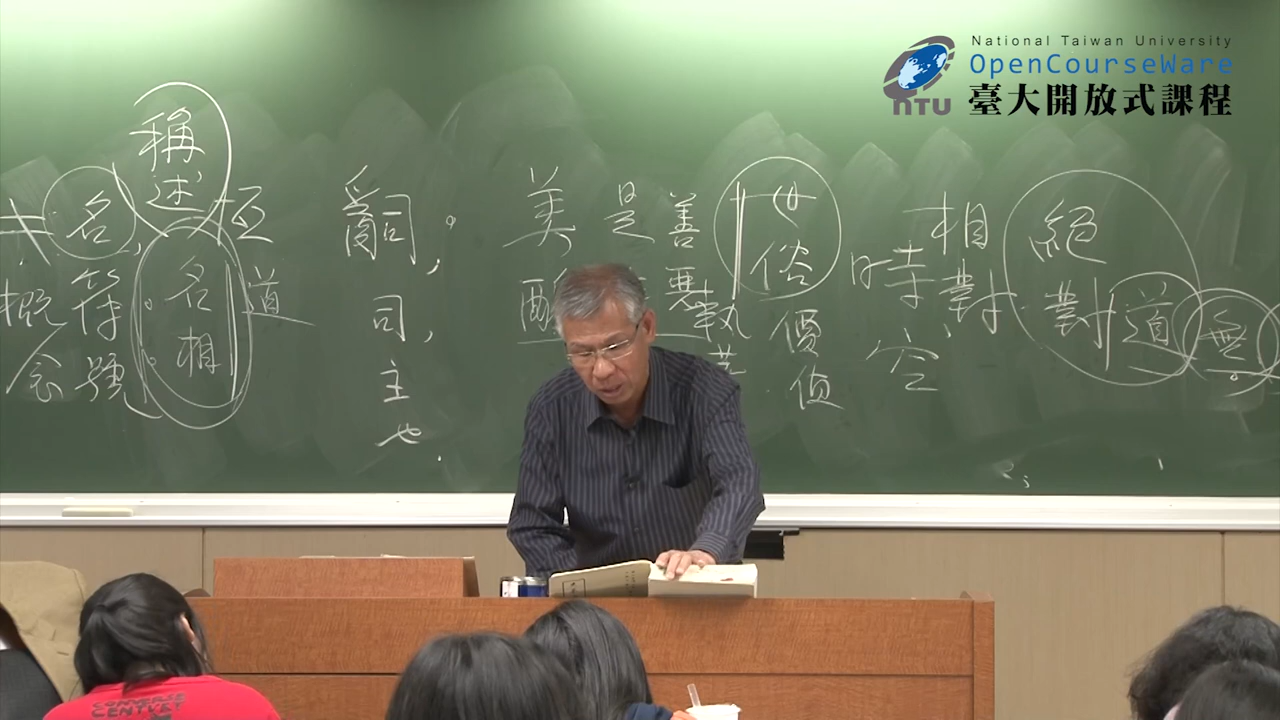 National Taiwan University
OpenCourseWare
臺大開放式課程
NTU
絕對
道
無
相對
時空
世俗
價值
執
善惡
是
美
醜
嗣。
司,主也.
恒道
稱述
名相
名,符號
概念
CONVERSE